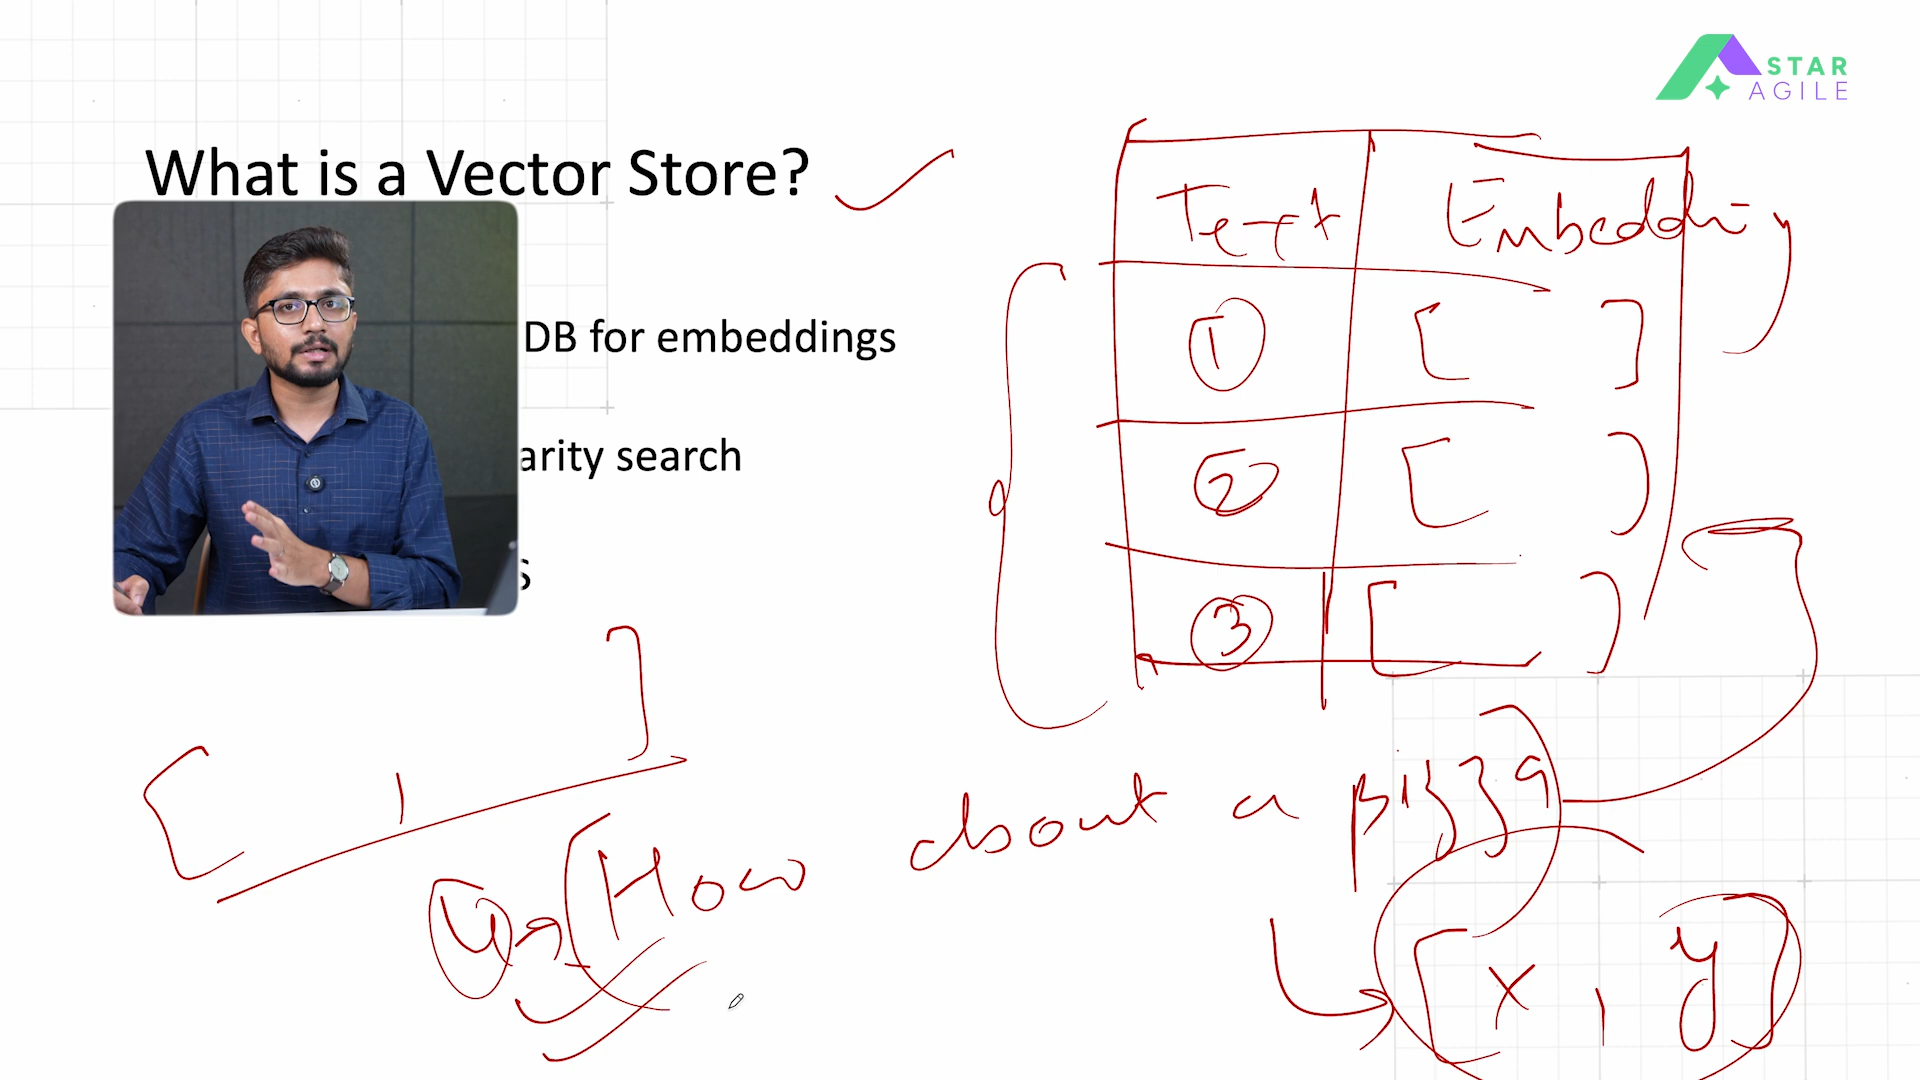 STAR
AGILE
What is a Vector Store?
DB for embeddings
arity search
s
Text Embedding
1 [ ]
2 [ ]
3 [ ]
[ , ]
How about a pizza
[x, y]